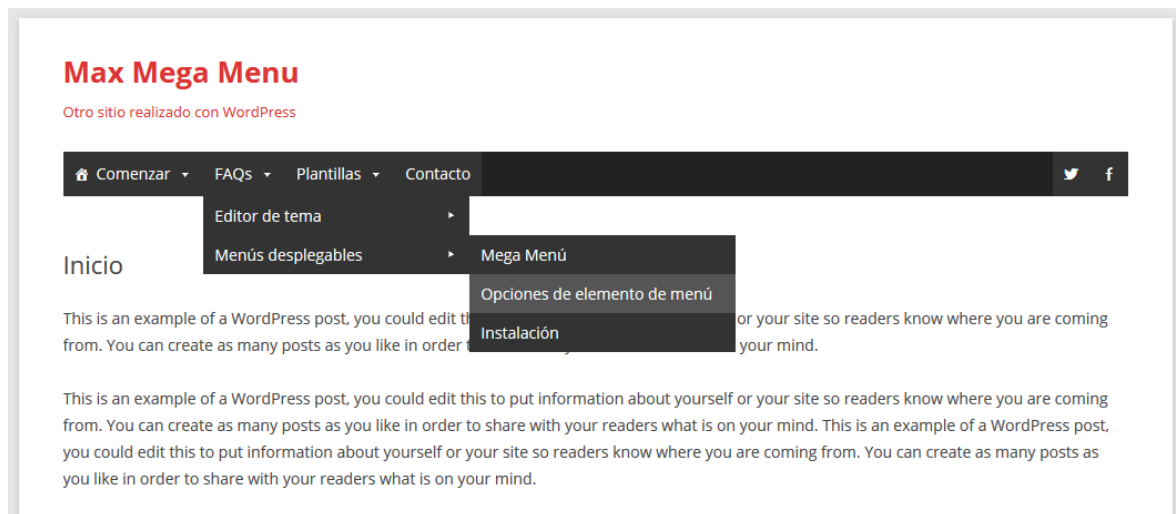 Max Mega Menu
Otro sitio realizado con WordPress
Comenzar FAQs Plantillas Contacto
Editor de tema
Menús desplegables
Mega Menú
Opciones de elemento de menú
Instalación
Inicio
This is an example of a WordPress post, you could edit or your site so readers know where you are coming
from. You can create as many posts as you like in order your mind.
This is an example of a WordPress post, you could edit this to put information about yourself or your site so readers know where you are coming
from. You can create as many posts as you like in order to share with your readers what is on your mind. This is an example of a WordPress post,
you could edit this to put information about yourself or your site so readers know where you are coming from. You can create as many posts as
you like in order to share with your readers what is on your mind.